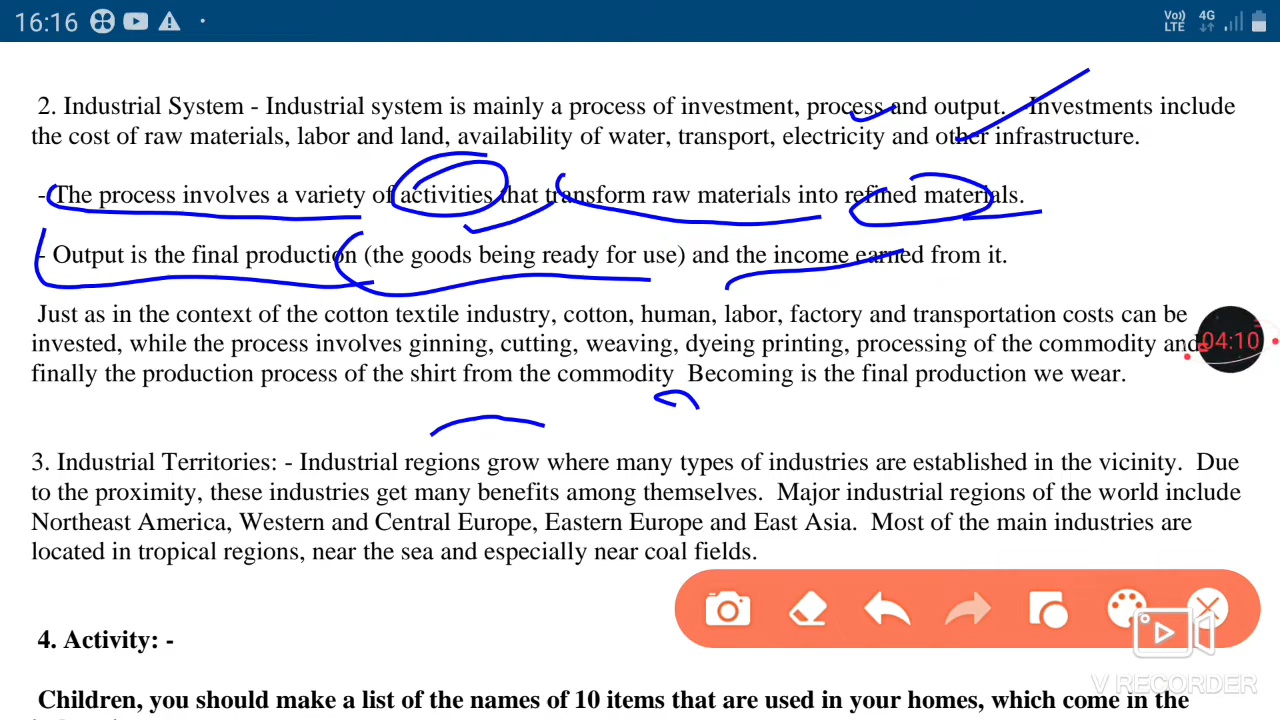 16:16
Vo) 4G
LTE
2. Industrial System - Industrial system is mainly a process of investment, process and output. Investments include
the cost of raw materials, labor and land, availability of water, transport, electricity and other infrastructure.
-The process involves a variety of activities that transform raw materials into refined materials.
- Output is the final production (the goods being ready for use) and the income earned from it.
Just as in the context of the cotton textile industry, cotton, human, labor, factory and transportation costs can be
invested, while the process involves ginning, cutting, weaving, dyeing printing, processing of the commodity and
04:10
finally the production process of the shirt from the commodity Becoming is the final production we wear.
3. Industrial Territories: - Industrial regions grow where many types of industries are established in the vicinity. Due
to the proximity, these industries get many benefits among themselves. Major industrial regions of the world include
Northeast America, Western and Central Europe, Eastern Europe and East Asia. Most of the main industries are
located in tropical regions, near the sea and especially near coal fields.
4. Activity: -
Children, you should make a list of the names of 10 items that are used in your homes, which come in the
V RECORDER